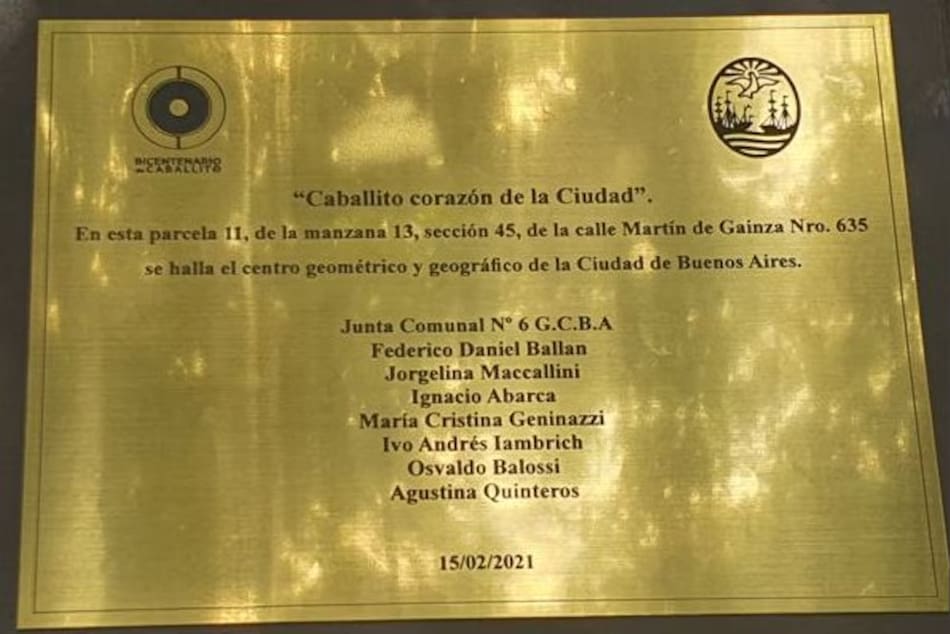 BICENTENARIO
de CABALLITO
“Caballito corazón de la Ciudad”.
En esta parcela 11, de la manzana 13, sección 45, de la calle Martín de Gainza Nro. 635
se halla el centro geométrico y geográfico de la Ciudad de Buenos Aires.
Junta Comunal Nº 6 G.C.B.A
Federico Daniel Ballan
Jorgelina Maccallini
Ignacio Abarca
María Cristina Geninazzi
Ivo Andrés Iambrich
Osvaldo Balossi
Agustina Quinteros
15/02/2021